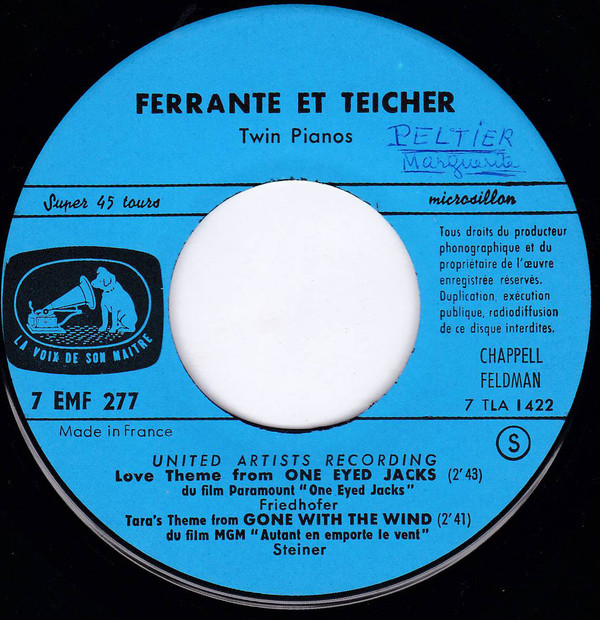 FERRANTE ET TEICHER
Twin Pianos
PELTIER
Marguerite
Super 45 tours
microsillon
Tous droits du producteur
phonographique et du
propriétaire de l'œuvre
enregistrée réservés.
Duplication, exécution
publique, radiodiffusion
de ce disque interdites.
LA VOIX DE SON MAITRE
CHAPPELL
FELDMAN
7 EMF 277
7 TLA 1422
Made in France
S
UNITED ARTISTS RECORDING
Love Theme from ONE EYED JACKS (2'43)
du film Paramount "One Eyed Jacks"
Friedhofer
Tara's Theme from GONE WITH THE WIND (2'41)
du film MGM "Autant en emporte le vent"
Steiner